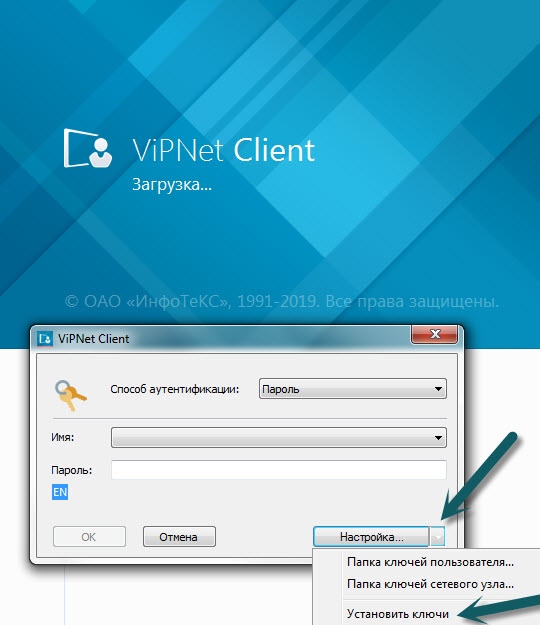 ViPNet Client
Загрузка...
© ОАО «ИнфоТеКС», 1991-2019. Все права защищены.
ViPNet Client
Способ аутентификации: Пароль
Имя:
Пароль:
EN
OK Отмена Настройка...
Папка ключей пользователя...
Папка ключей сетевого узла...
Установить ключи